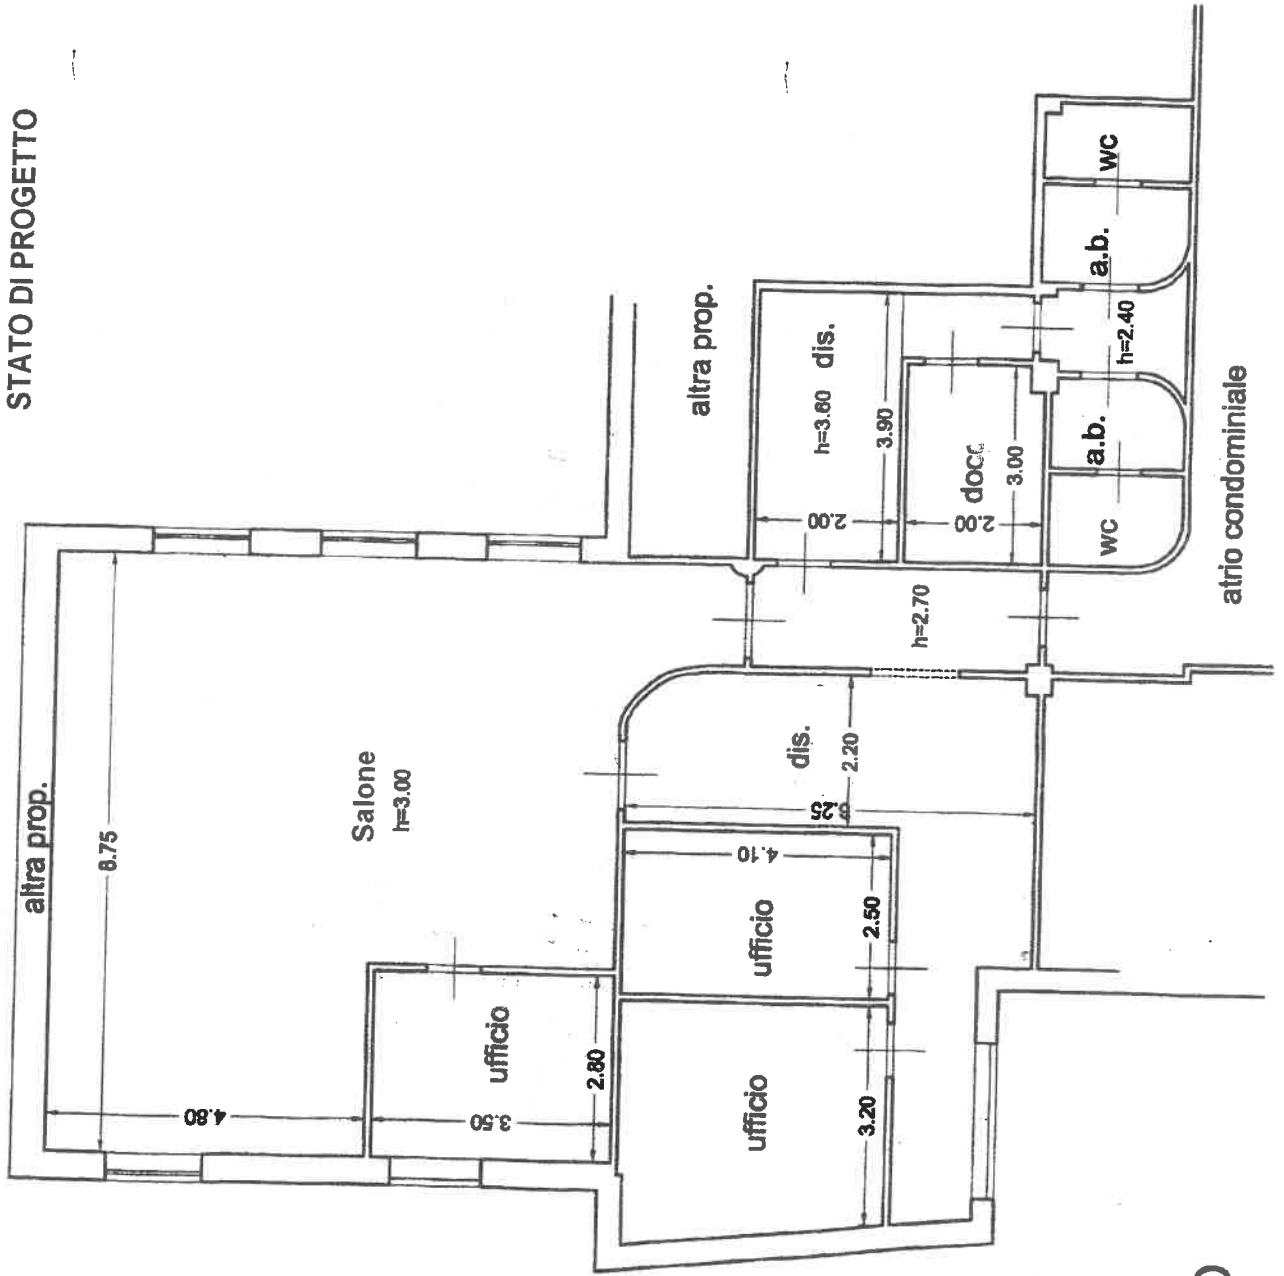 STATO DI PROGETTO
altra prop.
8.75
Salone
h=3.00
4.80
ufficio
3.50
2.80
altra prop.
h=3.60 dis.
3.90
2.00
3.00
2.00
wc
a.b.
h=2.40
a.b.
wc
h=2.70
atrio condominiale
dis.
2.20
6.25
4.10
ufficio
2.50
ufficio
3.20